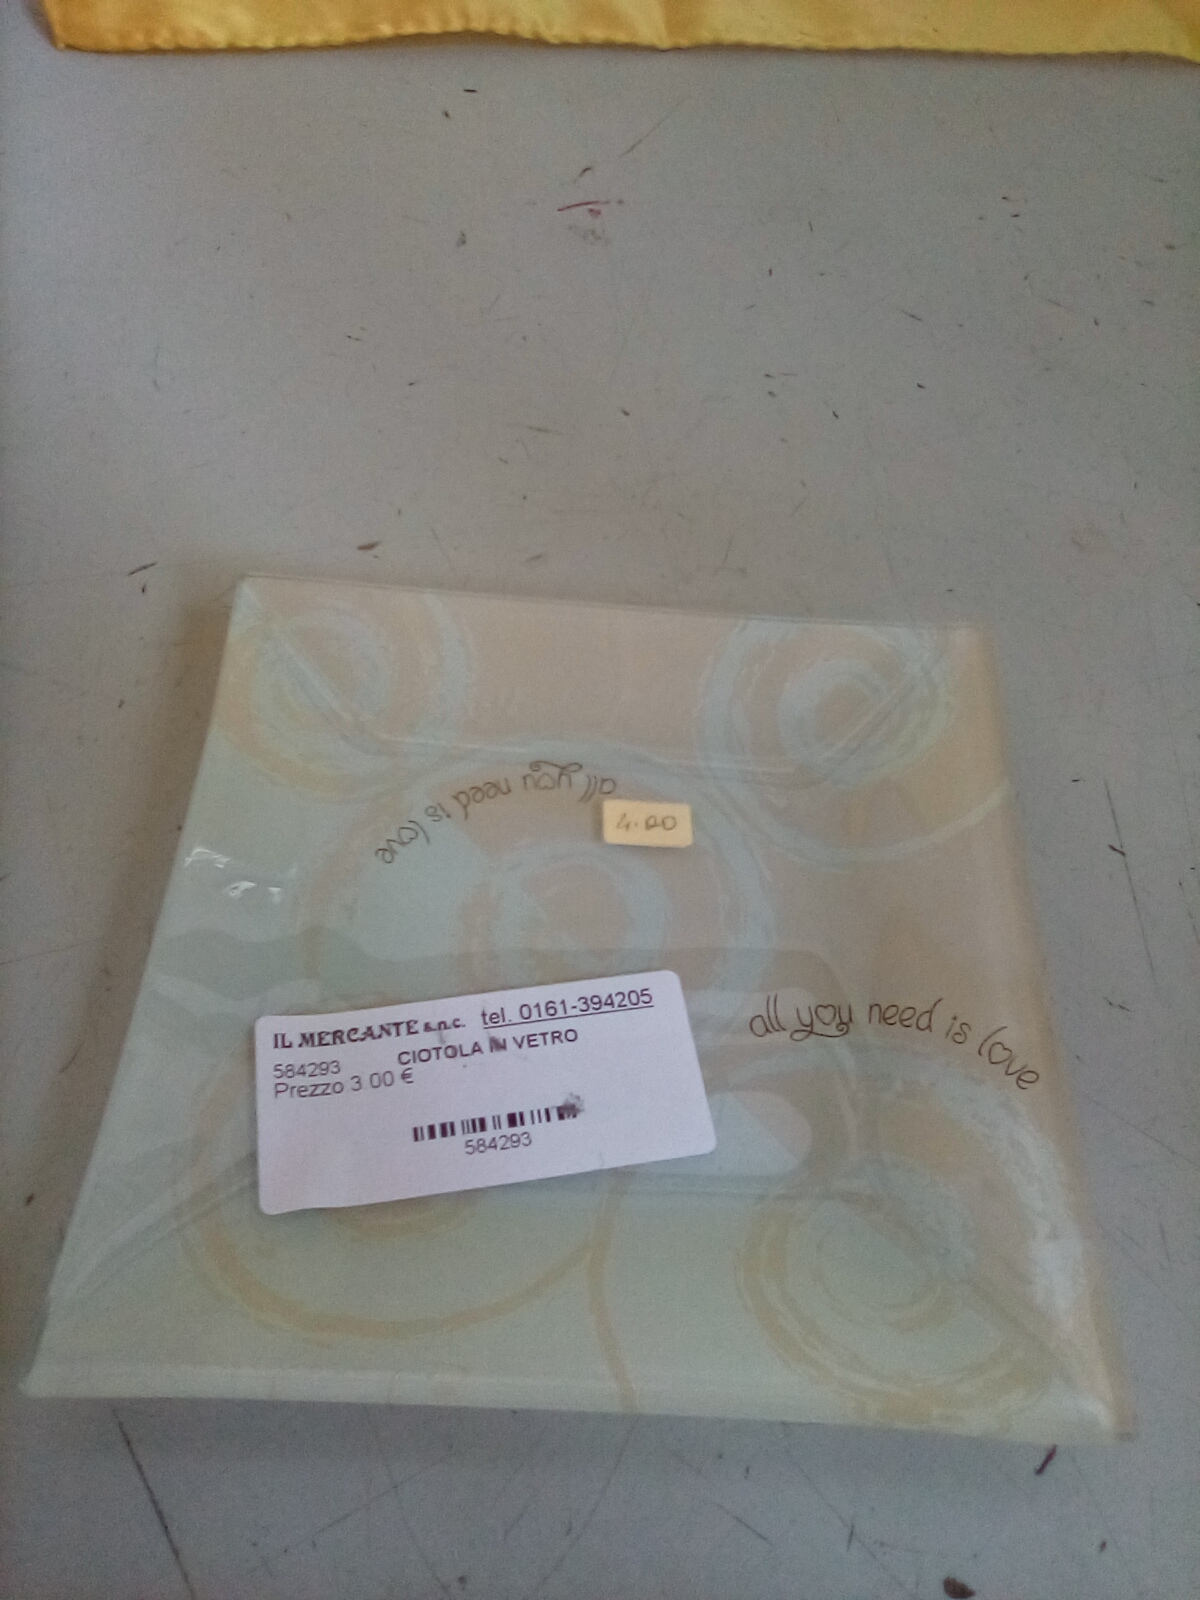 all you need is love
4.00
IL MERCANTE s.n.c. tel. 0161-394205
584293 CIOTOLA IN VETRO
Prezzo 3.00 €
584293
all you need is love